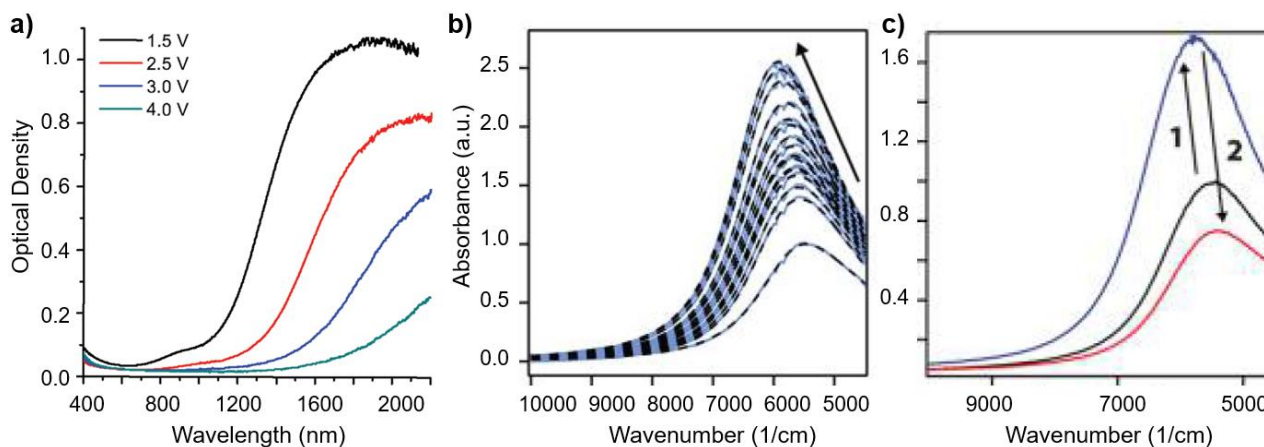 a)
1.5 V
2.5 V
3.0 V
4.0 V
Optical Density
1.0
0.8
0.6
0.4
0.2
0.0
400 800 1200 1600 2000
Wavelength (nm)
b)
Absorbance (a.u.)
2.5
2.0
1.5
1.0
0.5
0.0
10000 9000 8000 7000 6000 5000
Wavenumber (1/cm)
c)
1.6
1.2
0.8
0.4
1
2
9000 7000 5000
Wavenumber (1/cm)